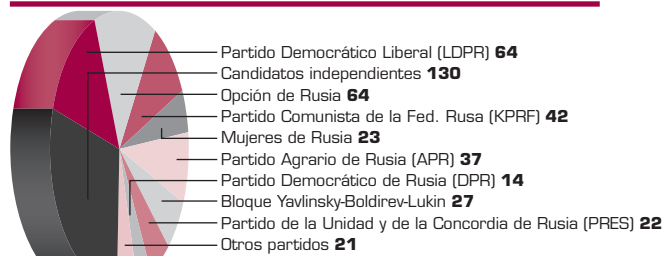 Partido Democrático Liberal (LDPR) 64
Candidatos independientes 130
Opción de Rusia 64
Partido Comunista de la Fed. Rusa (KPRF) 42
Mujeres de Rusia 23
Partido Agrario de Rusia (APR) 37
Partido Democrático de Rusia (DPR) 14
Bloque Yavlinsky-Boldirev-Lukin 27
Partido de la Unidad y de la Concordia de Rusia (PRES) 22
Otros partidos 21